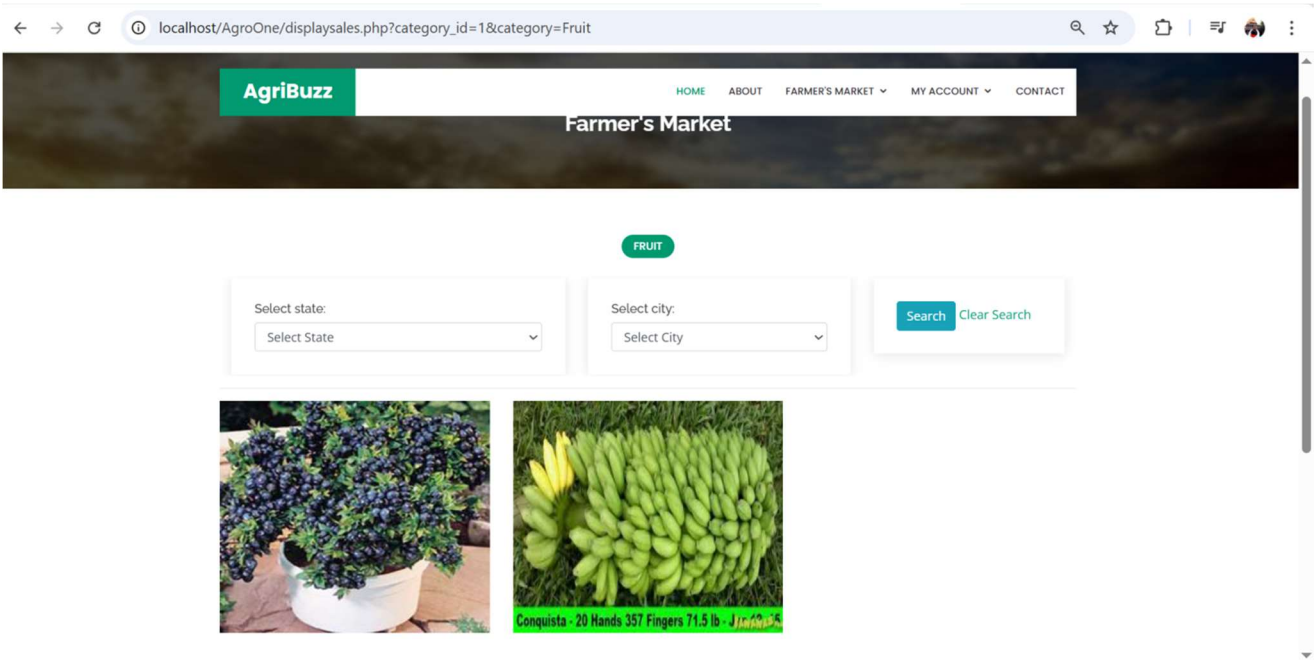 localhost/AgroOne/displaysales.php?category_id=1&category=Fruit
AgriBuzz HOME ABOUT FARMER'S MARKET MY ACCOUNT CONTACT
Farmer's Market
FRUIT
Select state: Select city:
Search Clear Search
Select State Select City
Conquista - 20 Hands 357 Fingers 71.5 lb -